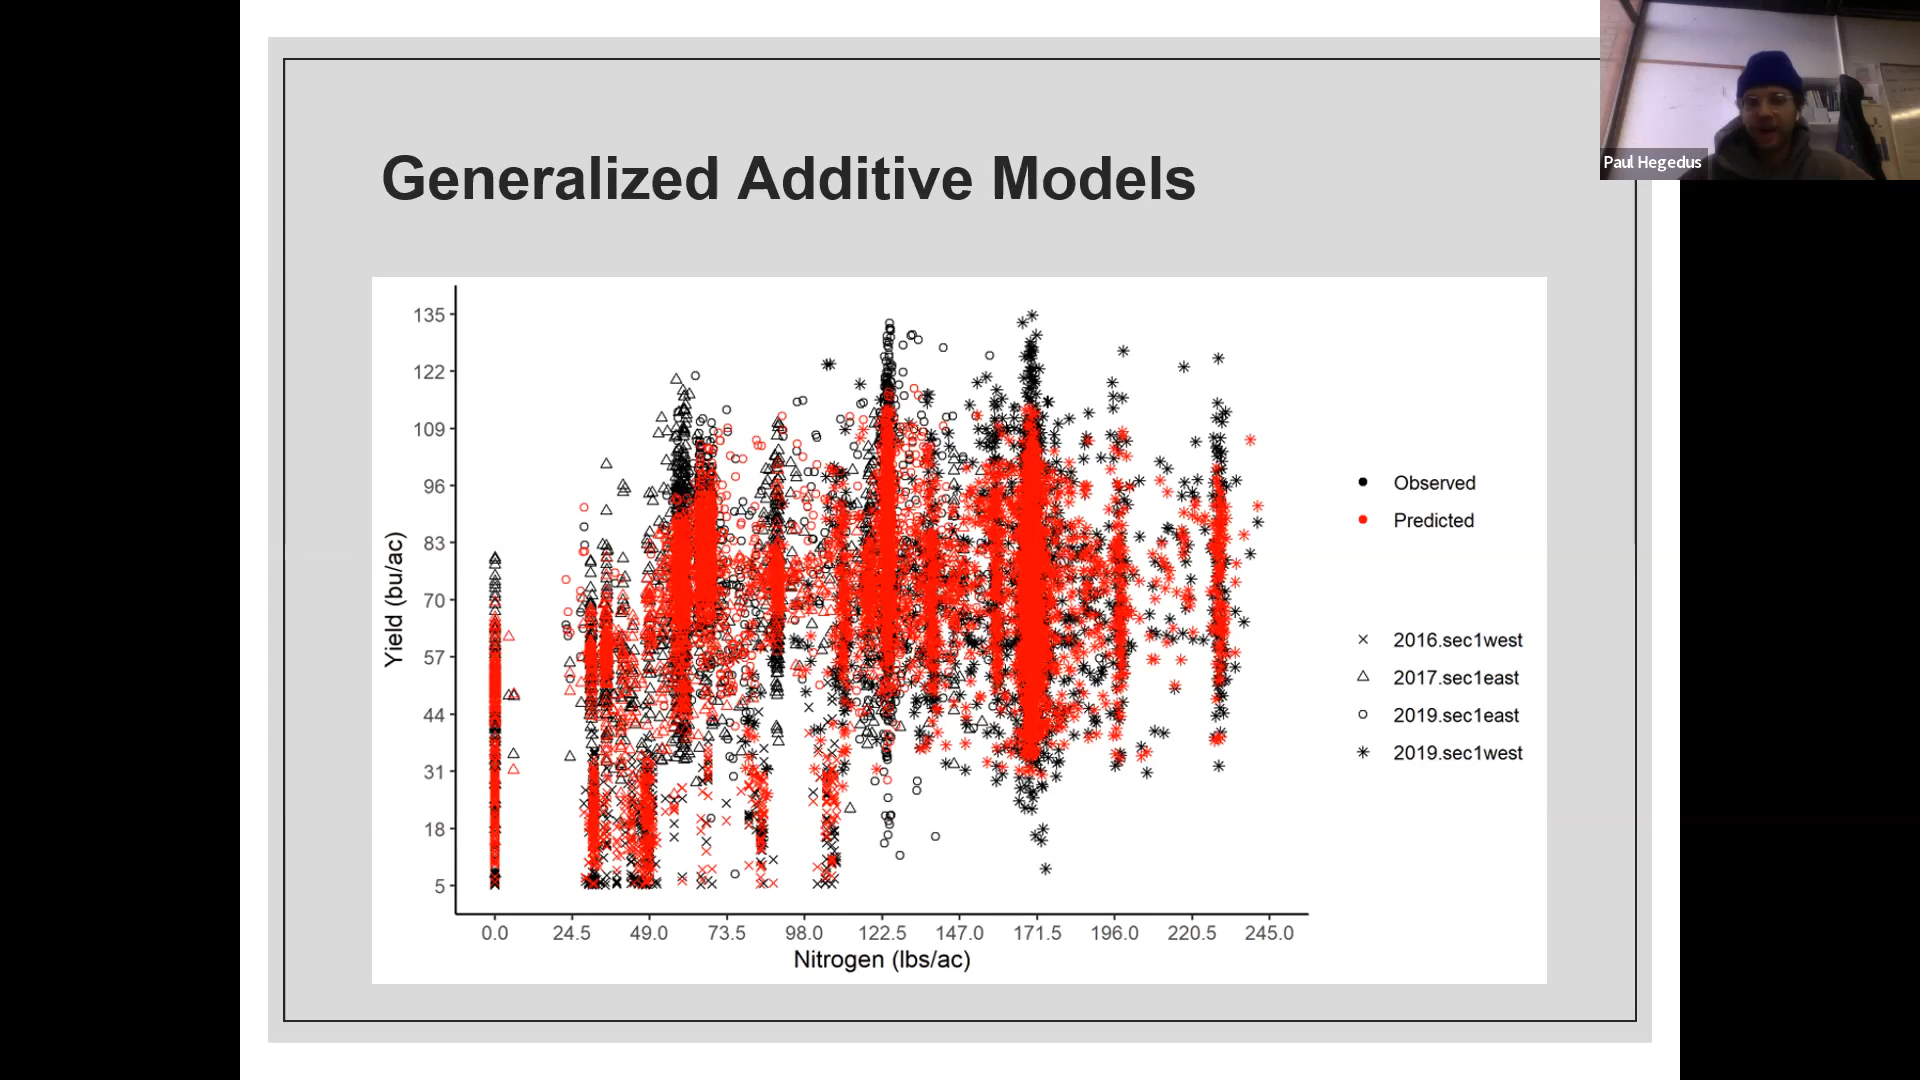 Generalized Additive Models
Paul Hegedus
135
122
109
96
83
70
57
44
31
18
5
Yield (bu/ac)
0.0 24.5 49.0 73.5 98.0 122.5 147.0 171.5 196.0 220.5 245.0
Nitrogen (lbs/ac)
Observed
Predicted
2016.sec1west
2017.sec1east
2019.sec1east
2019.sec1west